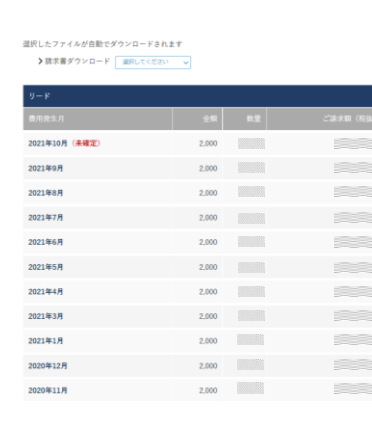 選択したファイルが自動でダウンロードされます
請求書ダウンロード 選択してください
リード
費用発生月 金額 数量 ご請求額（税抜
2021年10月（未確定） 2,000
2021年9月 2,000
2021年8月 2,000
2021年7月 2,000
2021年6月 2,000
2021年5月 2,000
2021年4月 2,000
2021年3月 2,000
2021年1月 2,000
2020年12月 2,000
2020年11月 2,000